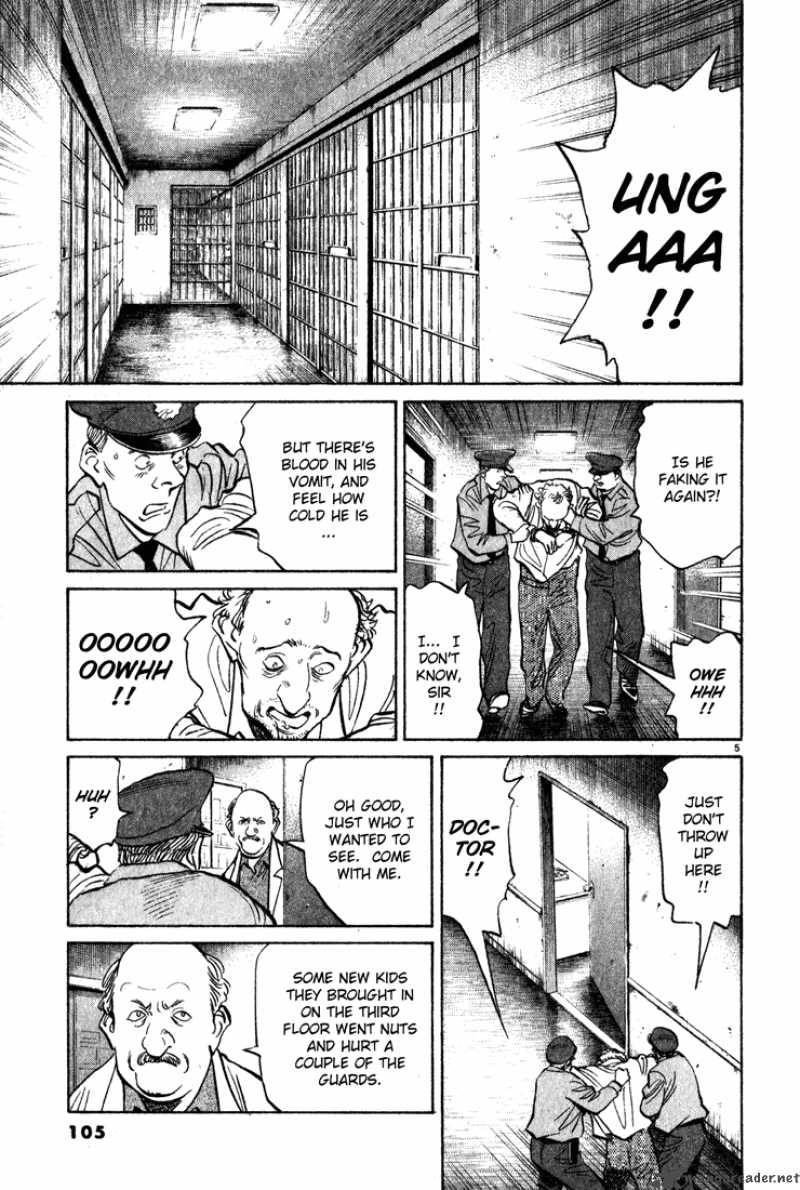 UNG
AAA
!!
IS HE
FAKING IT
AGAIN?!
I... I
DON'T
KNOW,
SIR
!!
OWE
HHH
!!
BUT THERE'S
BLOOD IN HIS
VOMIT, AND
FEEL HOW
COLD HE IS
...
OOOOO
OOWHH
!!
5
JUST
DON'T
THROW
UP
HERE
!!
DOC-
TOR
!!
HUH
?
OH GOOD,
JUST WHO I
WANTED TO
SEE. COME
WITH ME.
SOME NEW KIDS
THEY BROUGHT IN
ON THE THIRD
FLOOR WENT NUTS
AND HURT A
COUPLE OF THE
GUARDS.
105